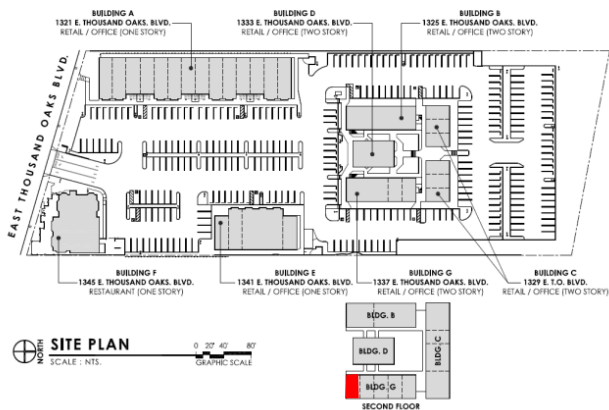 BUILDING A
1321 E. THOUSAND OAKS. BLVD.
RETAIL / OFFICE (ONE STORY)
BUILDING D
1333 E. THOUSAND OAKS. BLVD.
RETAIL / OFFICE (TWO STORY)
BUILDING B
1325 E. THOUSAND OAKS. BLVD.
RETAIL / OFFICE (TWO STORY)
EAST THOUSAND OAKS BLVD.
BUILDING F
1345 E. THOUSAND OAKS. BLVD.
RESTAURANT (ONE STORY)
BUILDING E
1341 E. THOUSAND OAKS. BLVD.
RETAIL / OFFICE (ONE STORY)
BUILDING G
1337 E. THOUSAND OAKS. BLVD.
RETAIL / OFFICE (TWO STORY)
BUILDING C
1329 E. T.O. BLVD.
RETAIL / OFFICE (TWO STORY)
NORTH
SITE PLAN
SCALE : NTS.
0 20' 40' 80'
GRAPHIC SCALE
BLDG. B
BLDG. C
BLDG. D
BLDG. G
SECOND FLOOR